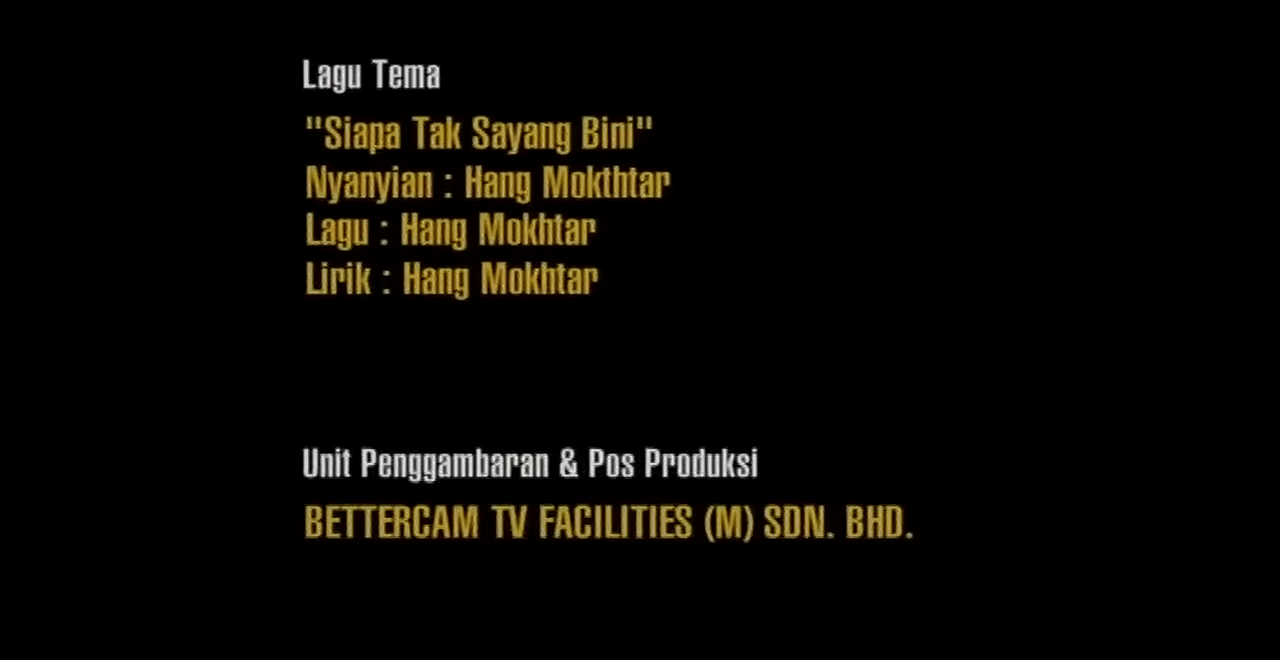 Lagu Tema
"Siapa Tak Sayang Bini"
Nyanyian : Hang Mokthtar
Lagu : Hang Mokhtar
Lirik : Hang Mokhtar
Unit Penggambaran & Pos Produksi
BETTERCAM TV FACILITIES (M) SDN. BHD.